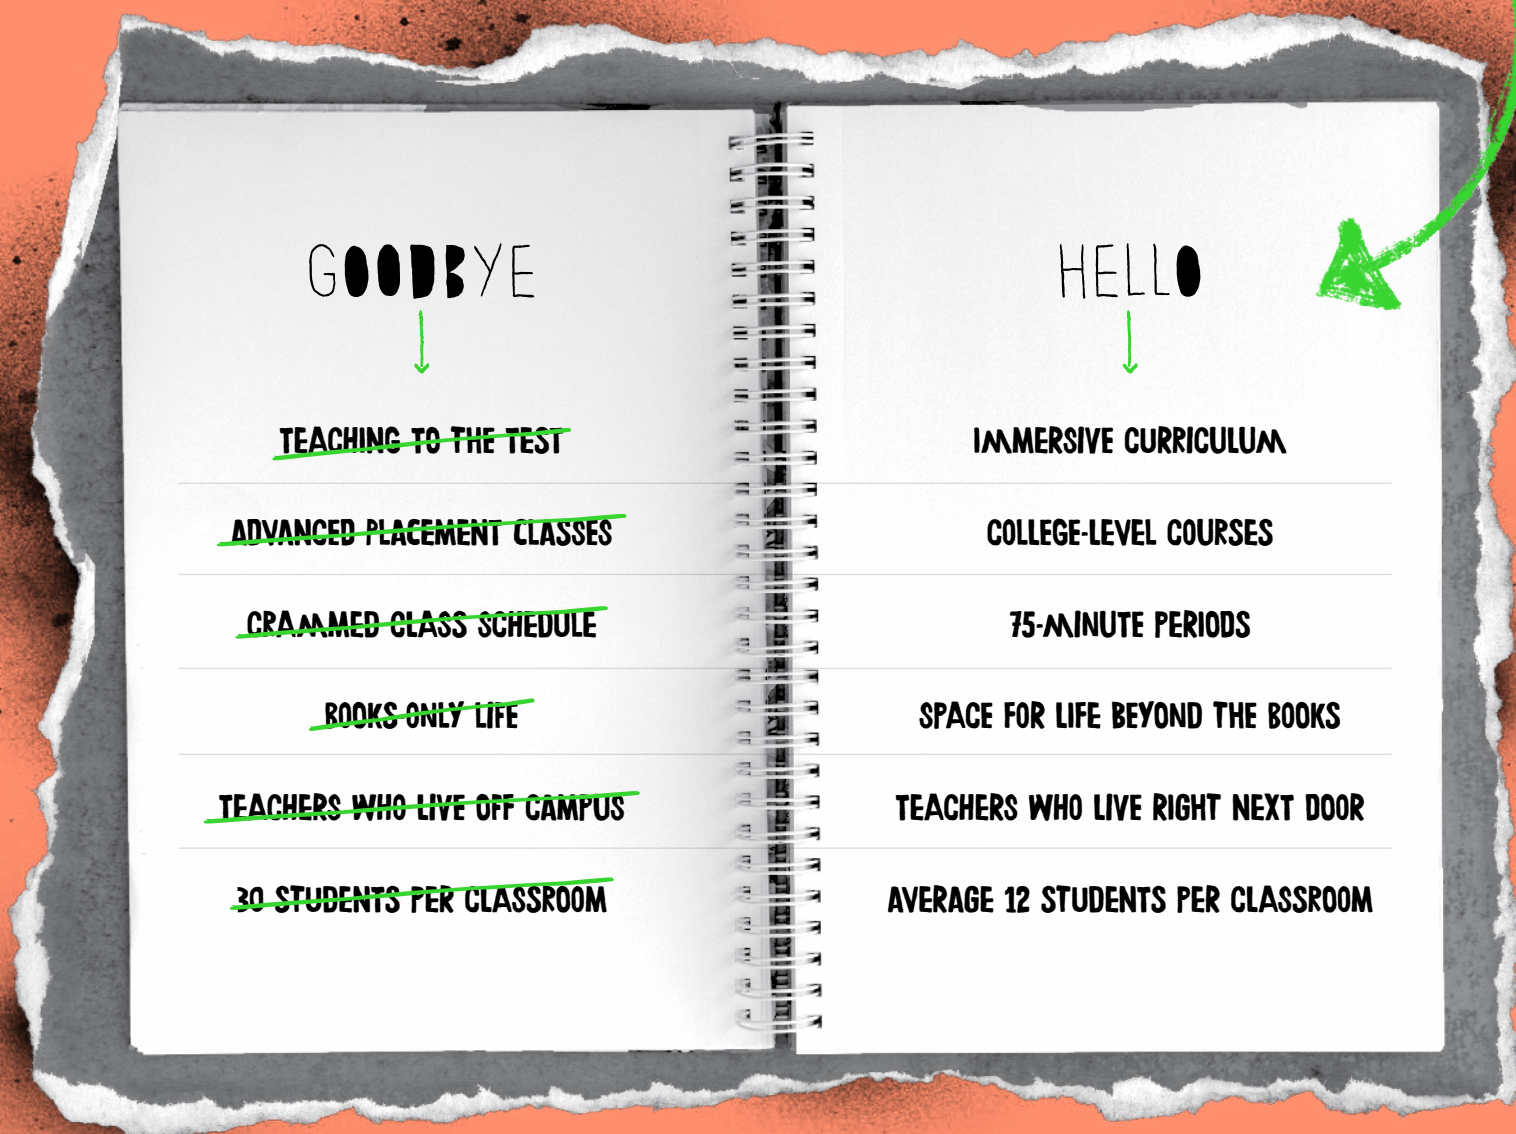 GOODBYE
TEACHING TO THE TEST
ADVANCED PLACEMENT CLASSES
CRAMMED CLASS SCHEDULE
BOOKS ONLY LIFE
TEACHERS WHO LIVE OFF CAMPUS
30 STUDENTS PER CLASSROOM
HELLO
IMMERSIVE CURRICULUM
COLLEGE-LEVEL COURSES
75-MINUTE PERIODS
SPACE FOR LIFE BEYOND THE BOOKS
TEACHERS WHO LIVE RIGHT NEXT DOOR
AVERAGE 12 STUDENTS PER CLASSROOM